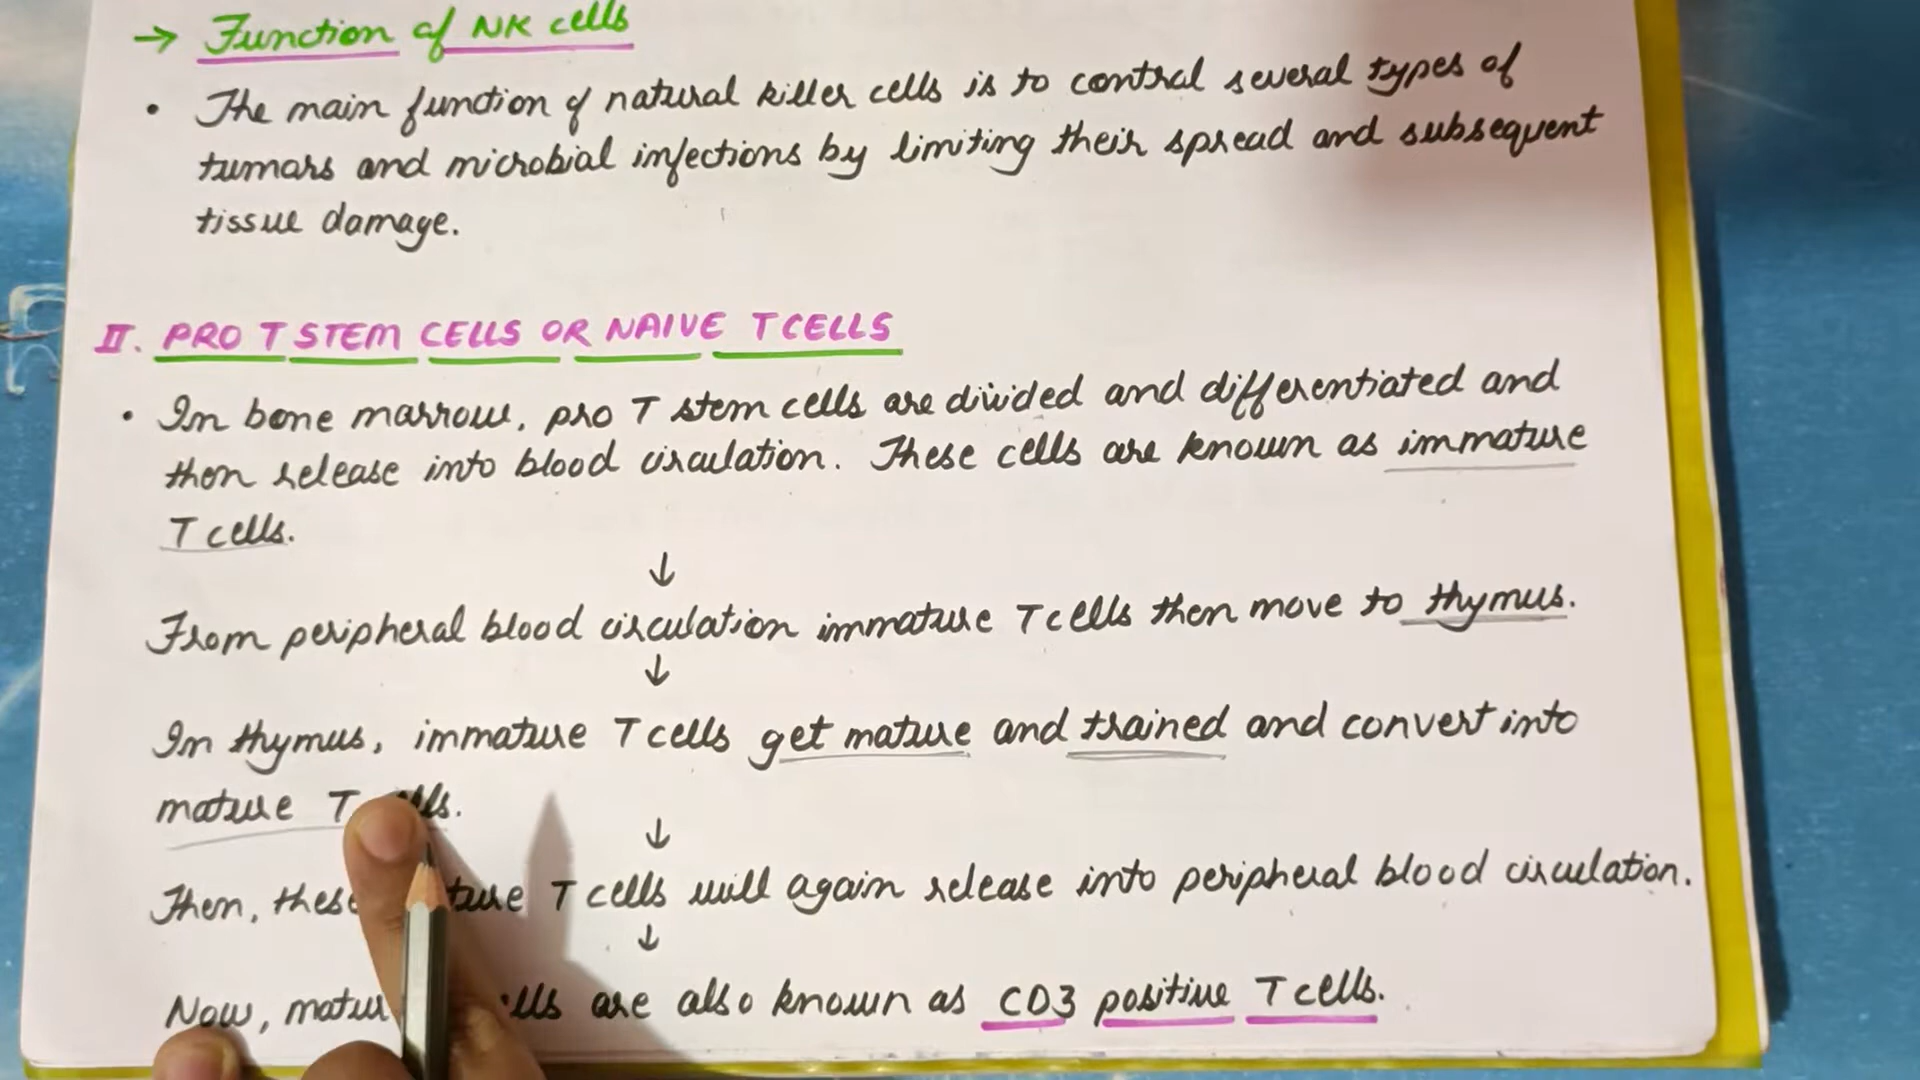 → Function of NK cells
• The main function of natural killer cells is to control several types of
tumors and microbial infections by limiting their spread and subsequent
tissue damage.
II. PRO T STEM CELLS OR NAIVE T CELLS
• In bone marrow, pro T stem cells are divided and differentiated and
then release into blood circulation. These cells are known as immature
T cells.
↓
From peripheral blood circulation immature T cells then move to thymus.
↓
In thymus, immature T cells get mature and trained and convert into
mature T
↓
Then, T cells will again release into peripheral blood circulation.
↓
Now, are also known as CD3 positive T cells.